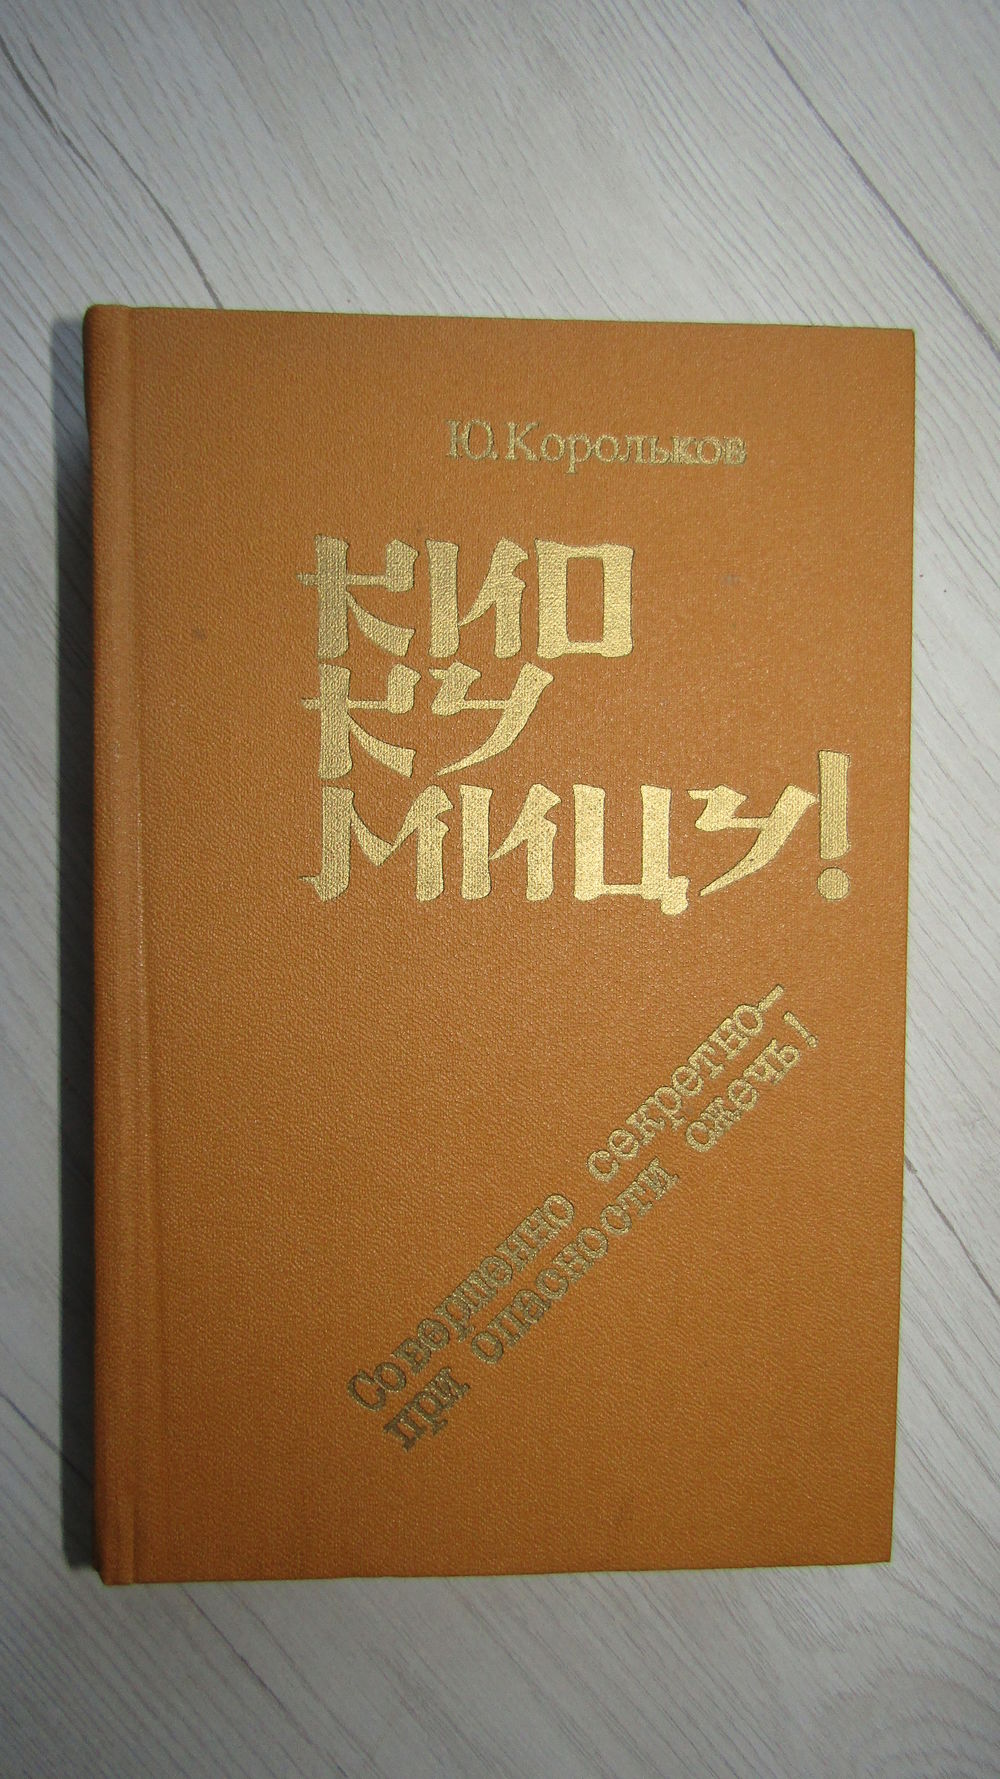 Ю. Корольков
КИО
КУ
МИЦУ!
Совершенно секретно—
при опасности сжечь!